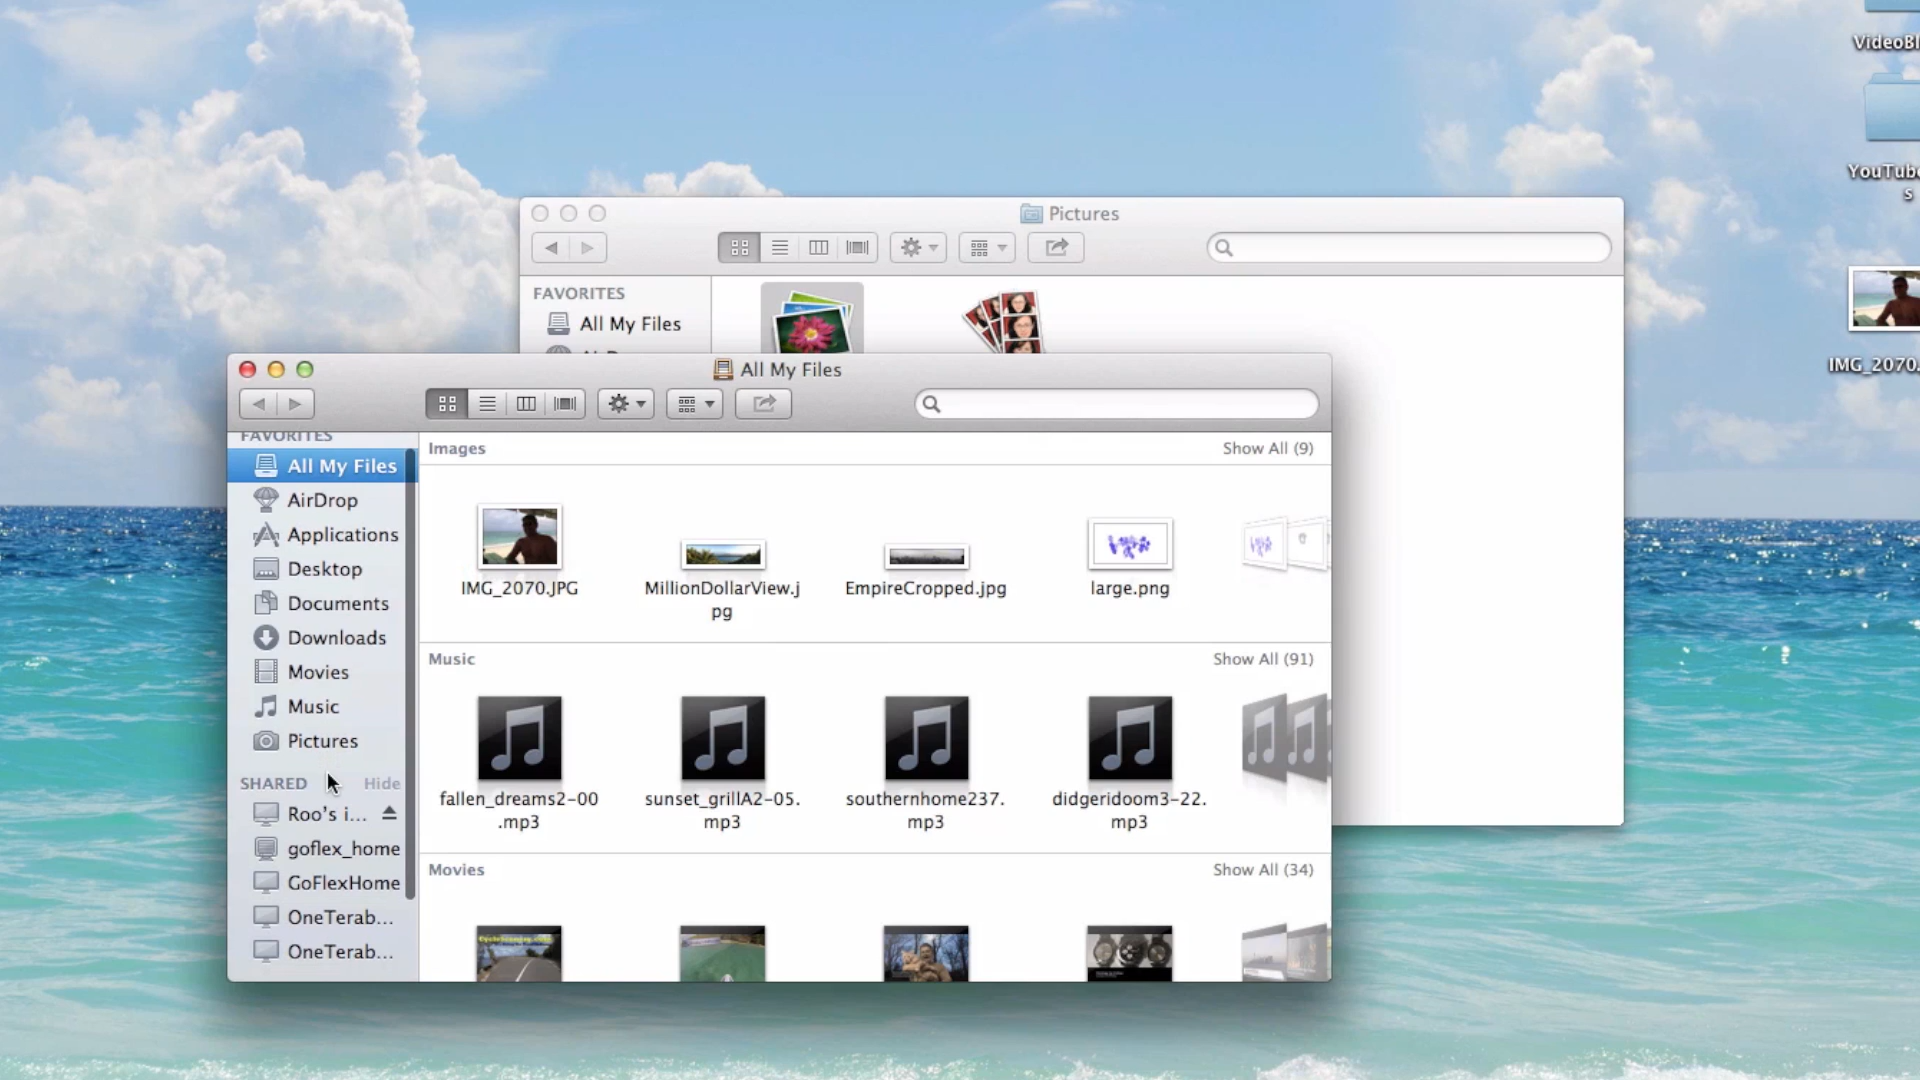 VideoBl
YouTube
s
IMG_2070.
Pictures
FAVORITES
All My Files
All My Files
FAVORITES
All My Files
AirDrop
Applications
Desktop
Documents
Downloads
Movies
Music
Pictures
SHARED Hide
Roo's i...
goflex_home
GoFlexHome
OneTerab...
OneTerab...
Images Show All (9)
IMG_2070.JPG
MillionDollarView.j
pg
EmpireCropped.jpg
large.png
Music Show All (91)
fallen_dreams2-00
.mp3
sunset_grillA2-05.
mp3
southernhome237.
mp3
didgeridoom3-22.
mp3
Movies Show All (34)